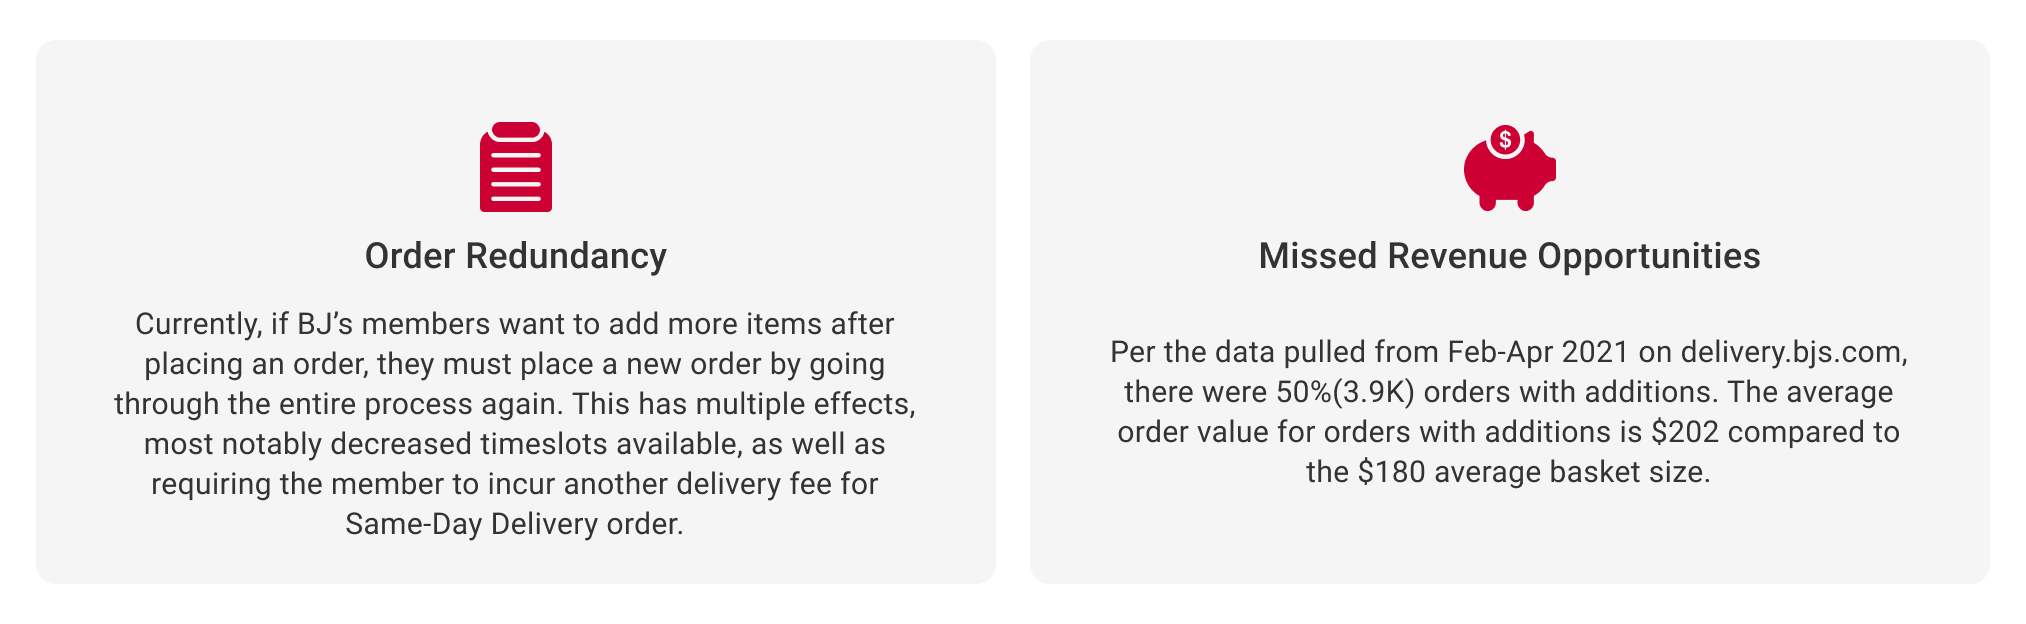 Order Redundancy
Currently, if BJ’s members want to add more items after
placing an order, they must place a new order by going
through the entire process again. This has multiple effects,
most notably decreased timeslots available, as well as
requiring the member to incur another delivery fee for
Same-Day Delivery order.
$
Missed Revenue Opportunities
Per the data pulled from Feb-Apr 2021 on delivery.bjs.com,
there were 50%(3.9K) orders with additions. The average
order value for orders with additions is $202 compared to
the $180 average basket size.